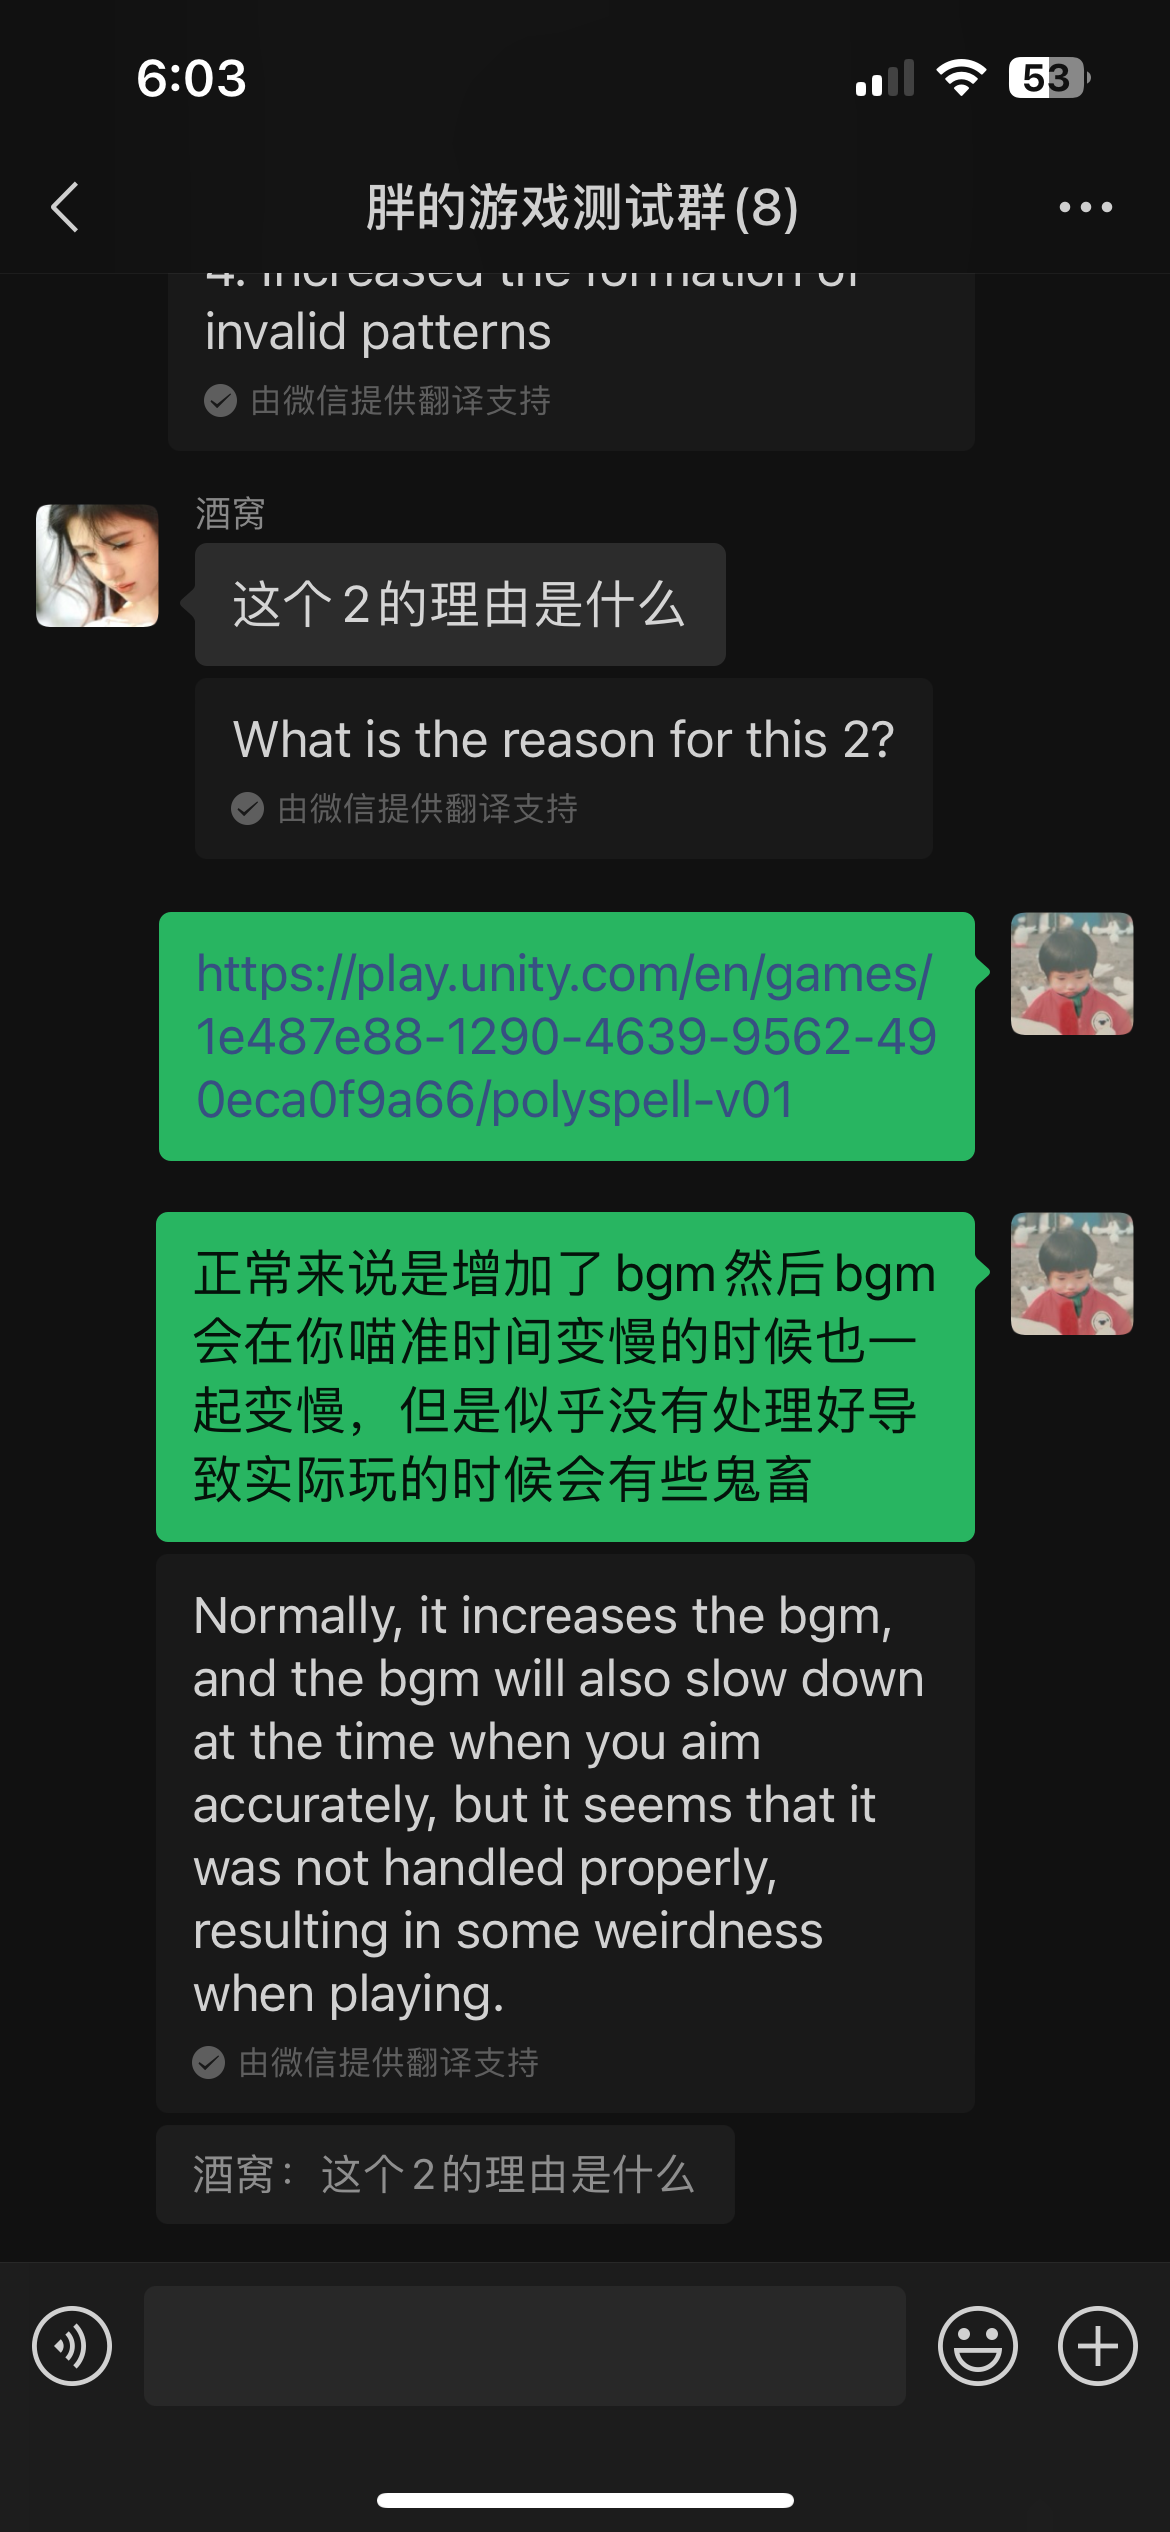 6:03
53
胖的游戏测试群(8)
4. Increased the formation of
invalid patterns
由微信提供翻译支持
酒窝
这个2的理由是什么
What is the reason for this 2?
由微信提供翻译支持
https://play.unity.com/en/games/
1e487e88-1290-4639-9562-49
0eca0f9a66/polyspell-v01
正常来说是增加了bgm然后bgm
会在你喵准时间变慢的时候也一
起变慢，但是似乎没有处理好导
致实际玩的时候会有些鬼畜
Normally, it increases the bgm,
and the bgm will also slow down
at the time when you aim
accurately, but it seems that it
was not handled properly,
resulting in some weirdness
when playing.
由微信提供翻译支持
酒窝：这个2的理由是什么